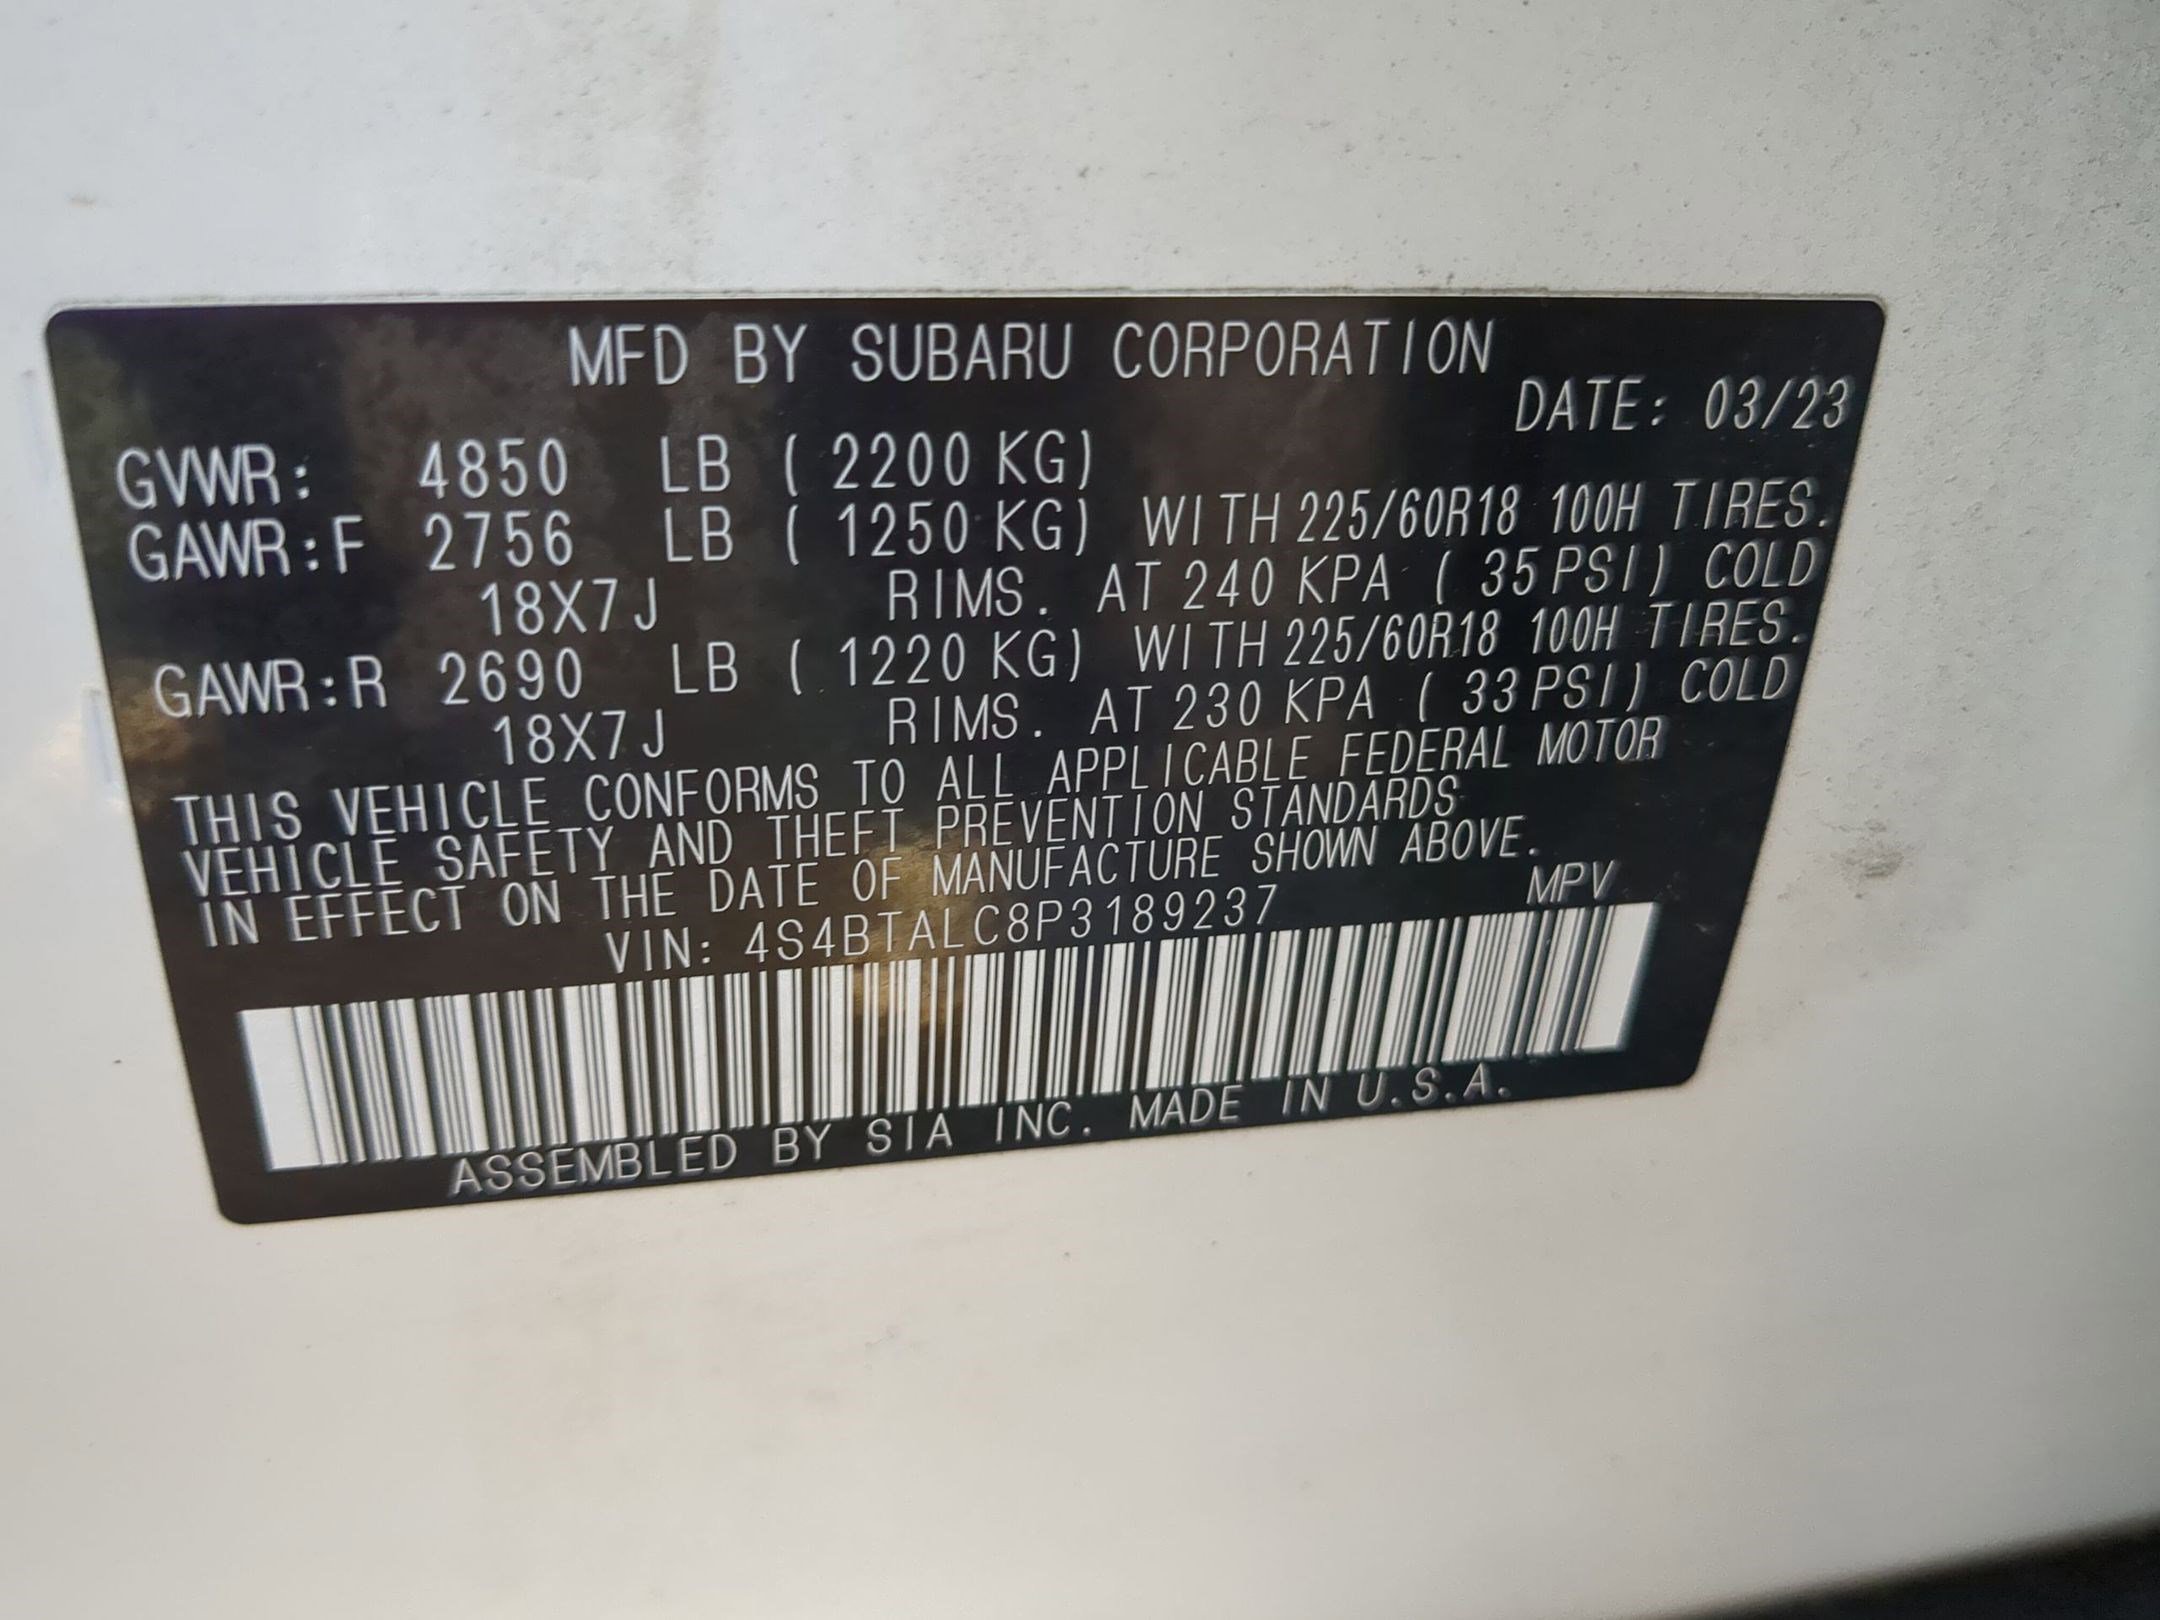 MFD BY SUBARU CORPORATION
DATE: 03/23
GVWR: 4850 LB ( 2200 KG)
GAWR:F 2756 LB ( 1250 KG) WITH 225/60R18 100H TIRES.
18X7J RIMS. AT 240 KPA ( 35 PSI) COLD
GAWR:R 2690 LB ( 1220 KG) WITH 225/60R18 100H TIRES.
18X7J RIMS. AT 230 KPA ( 33 PSI) COLD
THIS VEHICLE CONFORMS TO ALL APPLICABLE FEDERAL MOTOR
VEHICLE SAFETY AND THEFT PREVENTION STANDARDS
IN EFFECT ON THE DATE OF MANUFACTURE SHOWN ABOVE.
VIN: 4S4BTALC8P3189237 MPV
ASSEMBLED BY SIA INC. MADE IN U.S.A.